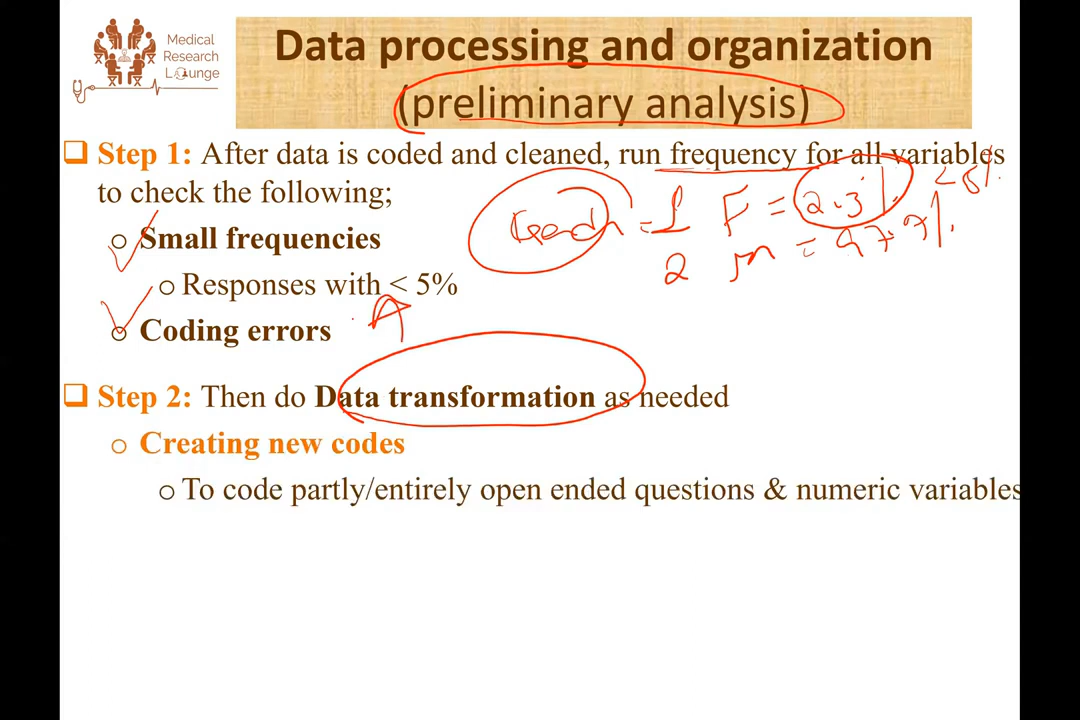 Medical
Research
Lounge
Data processing and organization
(preliminary analysis)
❑ Step 1: After data is coded and cleaned, run frequency for all variables
to check the following;
o Small frequencies
o Responses with < 5%
o Coding errors
= 1 F = 2.3%
< 5%
2 m = 97.7%
❑ Step 2: Then do Data transformation as needed
o Creating new codes
o To code partly/entirely open ended questions & numeric variables